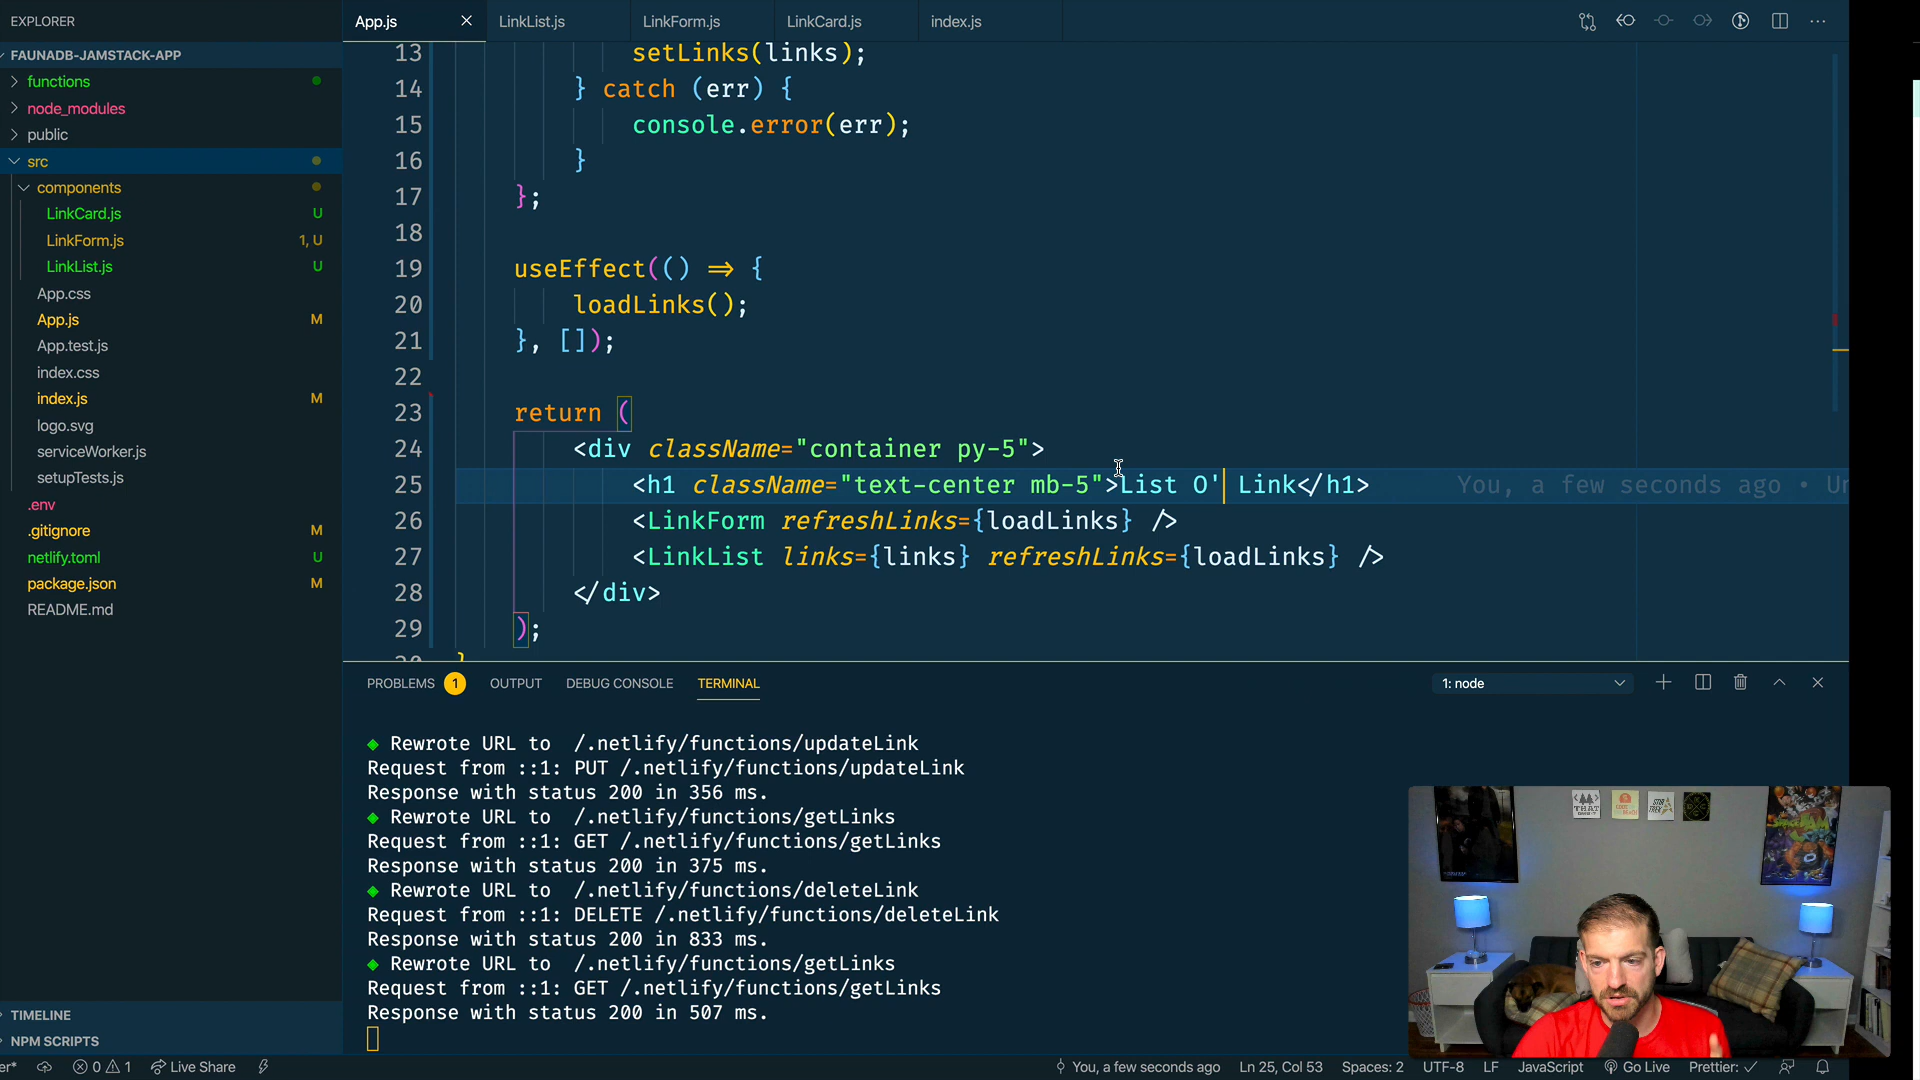 EXPLORER
FAUNADB-JAMSTACK-APP
functions
node_modules
public
src
components
LinkCard.js U
LinkForm.js 1, U
LinkList.js U
App.css
App.js M
App.test.js
index.css
index.js M
logo.svg
serviceWorker.js
setupTests.js
.env
.gitignore M
netlify.toml U
package.json M
README.md
TIMELINE
NPM SCRIPTS
App.js LinkList.js LinkForm.js LinkCard.js index.js
13 setLinks(links);
14 } catch (err) {
15 console.error(err);
16 }
17 };
18
19 useEffect(() => {
20 loadLinks();
21 }, []);
22
23 return (
24 <div className="container py-5">
25 <h1 className="text-center mb-5">List O' Link</h1> You, a few seconds ago • Un
26 <LinkForm refreshLinks={loadLinks} />
27 <LinkList links={links} refreshLinks={loadLinks} />
28 </div>
29 );
30 }
PROBLEMS 1 OUTPUT DEBUG CONSOLE TERMINAL 1: node
◆ Rewrote URL to /.netlify/functions/updateLink
Request from ::1: PUT /.netlify/functions/updateLink
Response with status 200 in 356 ms.
◆ Rewrote URL to /.netlify/functions/getLinks
Request from ::1: GET /.netlify/functions/getLinks
Response with status 200 in 375 ms.
◆ Rewrote URL to /.netlify/functions/deleteLink
Request from ::1: DELETE /.netlify/functions/deleteLink
Response with status 200 in 833 ms.
◆ Rewrote URL to /.netlify/functions/getLinks
Request from ::1: GET /.netlify/functions/getLinks
Response with status 200 in 507 ms.
THAT
STAR TREK
er* 0 1 Live Share You, a few seconds ago Ln 25, Col 53 Spaces: 2 UTF-8 LF JavaScript Go Live Prettier: ✓